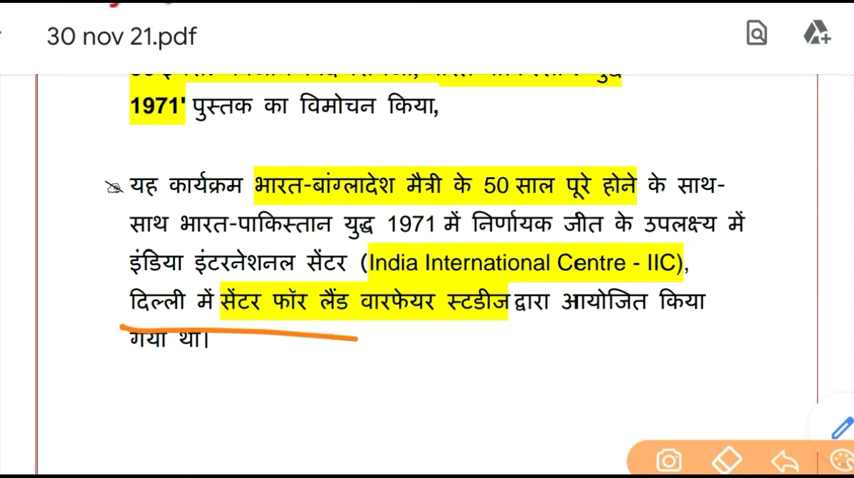 30 nov 21.pdf
1971' पुस्तक का विमोचन किया,
यह कार्यक्रम भारत-बांग्लादेश मैत्री के 50 साल पूरे होने के साथ-
साथ भारत-पाकिस्तान युद्ध 1971 में निर्णायक जीत के उपलक्ष्य में
इंडिया इंटरनेशनल सेंटर (India International Centre - IIC),
दिल्ली में सेंटर फॉर लैंड वारफेयर स्टडीज द्वारा आयोजित किया
गया था।